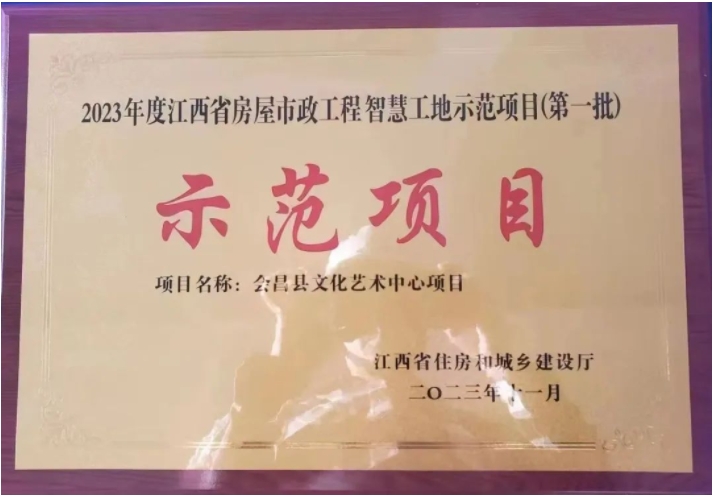 2023年度江西省房屋市政工程智慧工地示范项目(第一批)
示范项目
项目名称：会昌县文化艺术中心项目
江西省住房和城乡建设厅
二〇二三年十一月